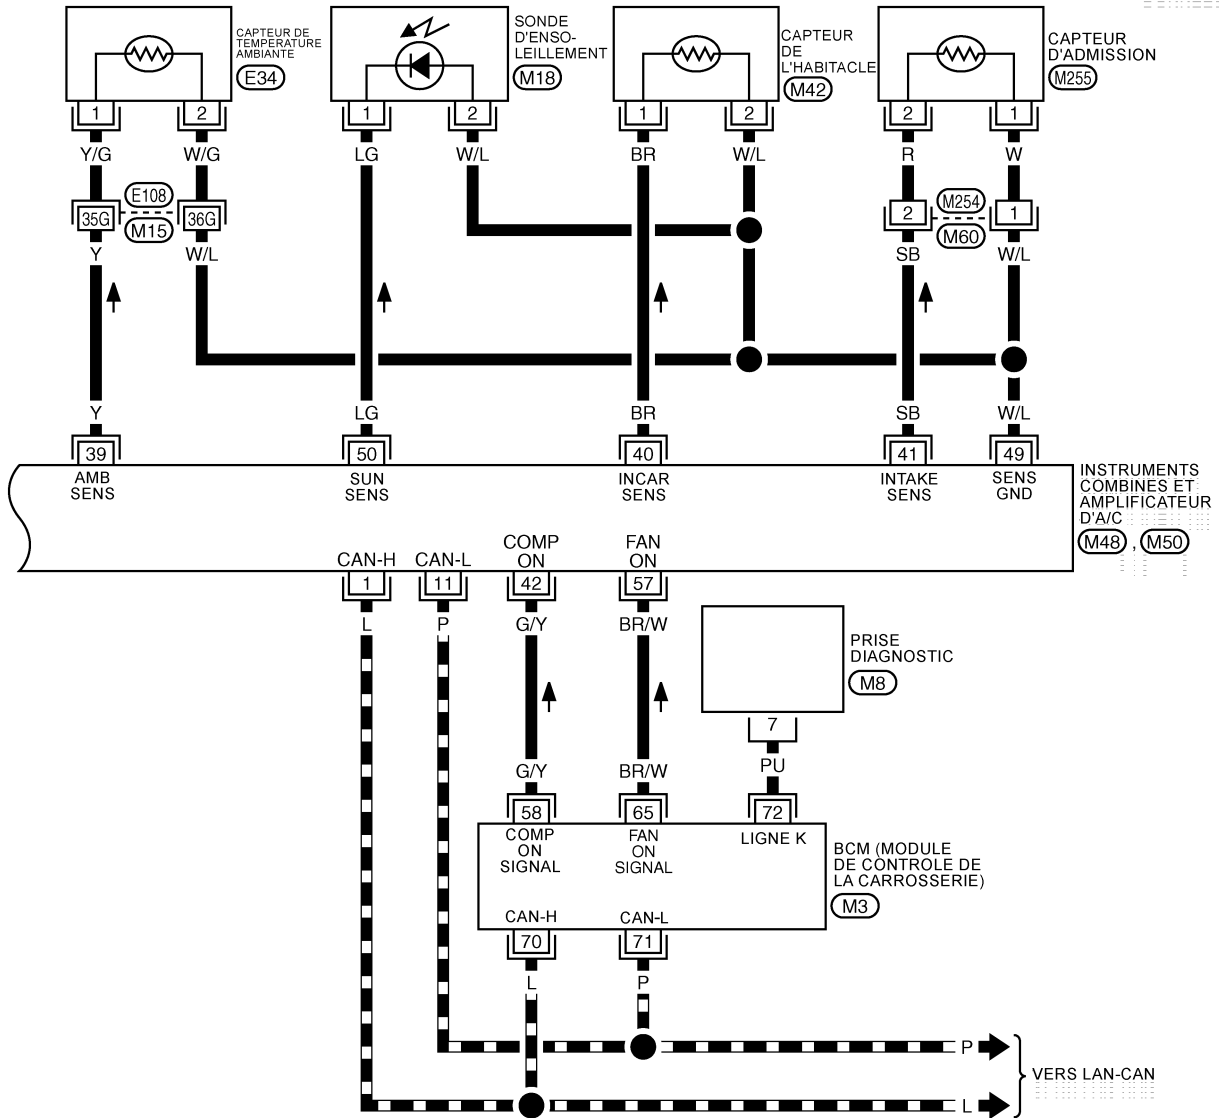 CAPTEUR DE
TEMPERATURE
AMBIANTE
E34
SONDE
D'ENSO-
LEILLEMENT
M18
CAPTEUR
DE
L'HABITACLE
M42
CAPTEUR
D'ADMISSION
M255
1 2 1 2 1 2 2 1
Y/G W/G LG W/L BR W/L R W
E108
35G 36G
M15
M254
2 1
M60
Y W/L SB W/L
Y LG BR SB W/L
39 50 40 41 49
AMB
SENS
SUN
SENS
INCAR
SENS
INTAKE
SENS
SENS
GND
INSTRUMENTS
COMBINES ET
AMPLIFICATEUR
D'A/C
M48 , M50
CAN-H CAN-L
COMP
ON
FAN
ON
1 11 42 57
L P G/Y BR/W
PRISE
DIAGNOSTIC
M8
7
PU
G/Y BR/W
58 65 72
COMP
ON
SIGNAL
FAN
ON
SIGNAL
LIGNE K
BCM (MODULE
DE CONTROLE DE
LA CARROSSERIE)
M3
CAN-H CAN-L
70 71
L P
P
VERS LAN-CAN
L